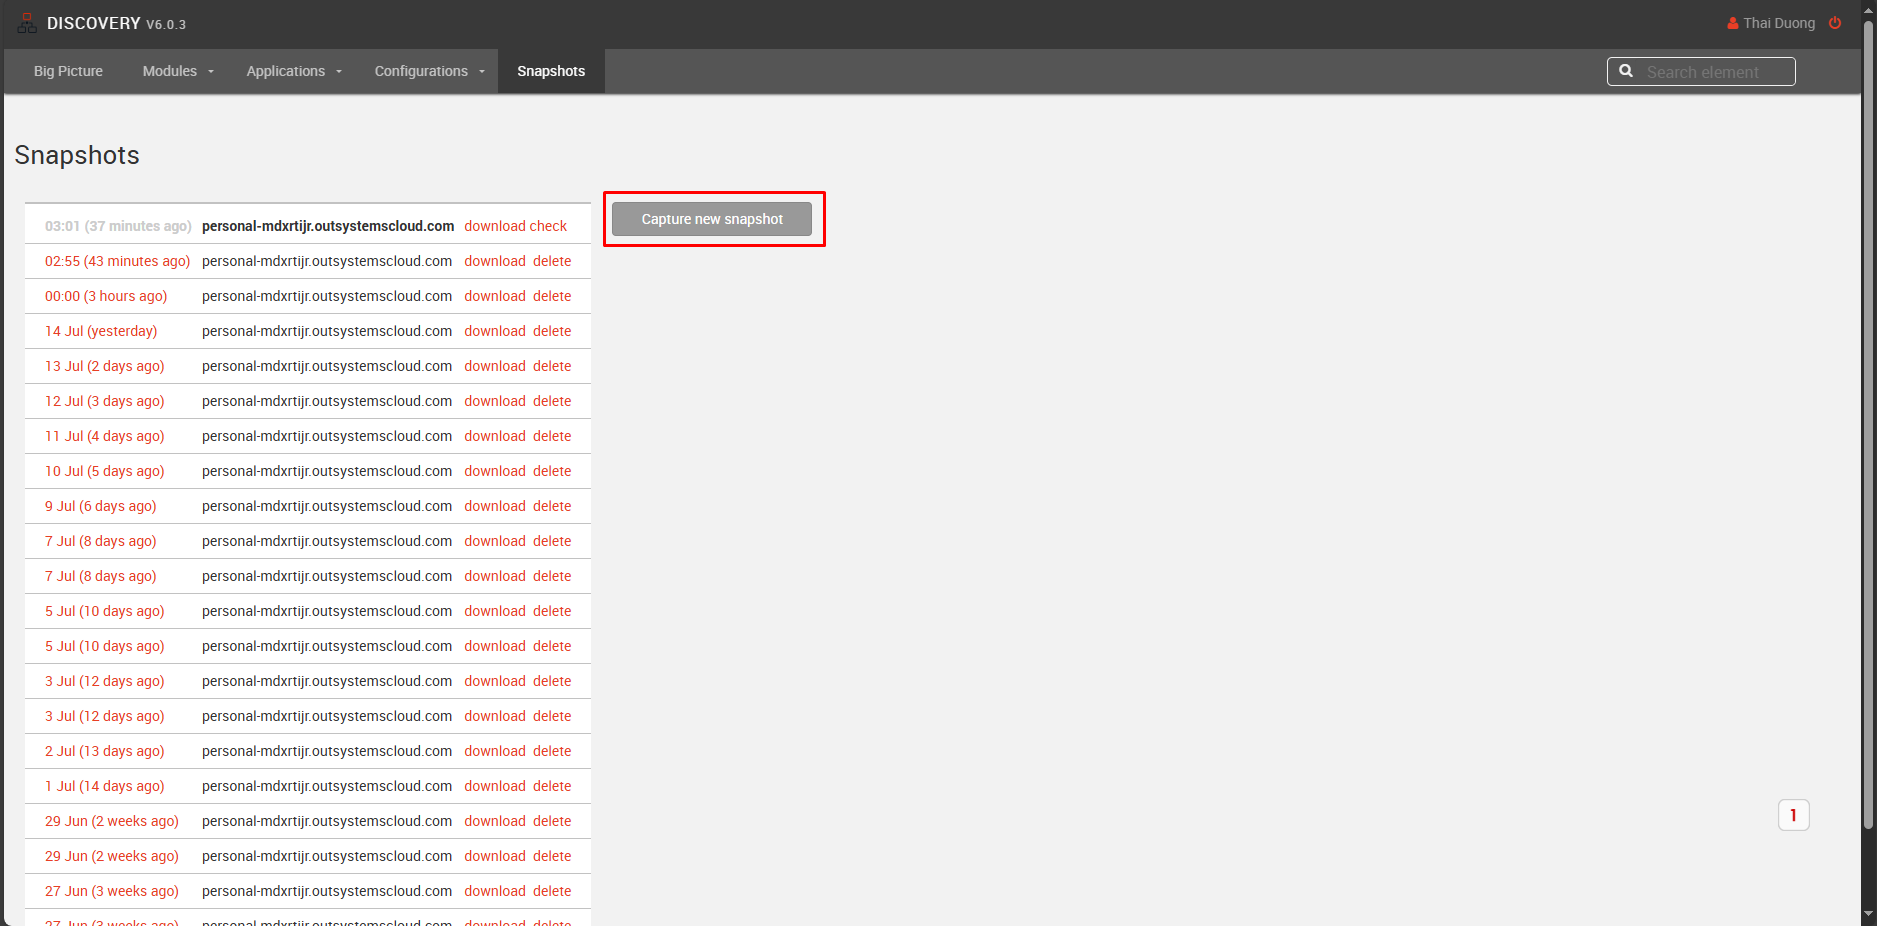 DISCOVERY V6.0.3
Thai Duong
Big Picture Modules Applications Configurations Snapshots
Search element
Snapshots
03:01 (37 minutes ago) personal-mdxrtijr.outsystemscloud.com download check
Capture new snapshot
02:55 (43 minutes ago) personal-mdxrtijr.outsystemscloud.com download delete
00:00 (3 hours ago) personal-mdxrtijr.outsystemscloud.com download delete
14 Jul (yesterday) personal-mdxrtijr.outsystemscloud.com download delete
13 Jul (2 days ago) personal-mdxrtijr.outsystemscloud.com download delete
12 Jul (3 days ago) personal-mdxrtijr.outsystemscloud.com download delete
11 Jul (4 days ago) personal-mdxrtijr.outsystemscloud.com download delete
10 Jul (5 days ago) personal-mdxrtijr.outsystemscloud.com download delete
9 Jul (6 days ago) personal-mdxrtijr.outsystemscloud.com download delete
7 Jul (8 days ago) personal-mdxrtijr.outsystemscloud.com download delete
7 Jul (8 days ago) personal-mdxrtijr.outsystemscloud.com download delete
5 Jul (10 days ago) personal-mdxrtijr.outsystemscloud.com download delete
5 Jul (10 days ago) personal-mdxrtijr.outsystemscloud.com download delete
3 Jul (12 days ago) personal-mdxrtijr.outsystemscloud.com download delete
3 Jul (12 days ago) personal-mdxrtijr.outsystemscloud.com download delete
2 Jul (13 days ago) personal-mdxrtijr.outsystemscloud.com download delete
1 Jul (14 days ago) personal-mdxrtijr.outsystemscloud.com download delete
1
29 Jun (2 weeks ago) personal-mdxrtijr.outsystemscloud.com download delete
29 Jun (2 weeks ago) personal-mdxrtijr.outsystemscloud.com download delete
27 Jun (3 weeks ago) personal-mdxrtijr.outsystemscloud.com download delete
27 Jun (3 weeks ago) personal-mdxrtijr.outsystemscloud.com download delete